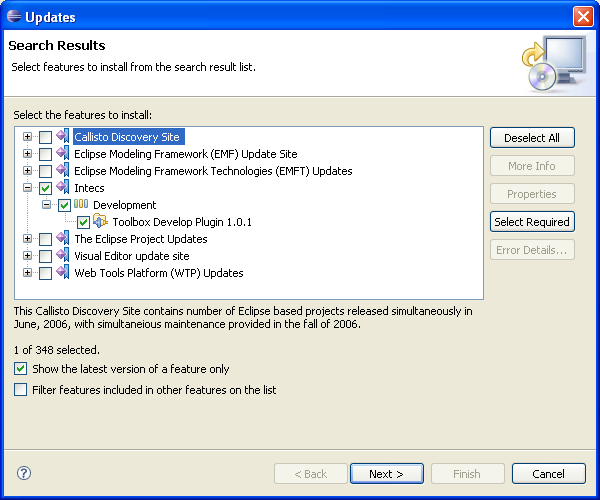 Updates
Search Results
Select features to install from the search result list.
Select the features to install:
Callisto Discovery Site
Eclipse Modeling Framework (EMF) Update Site
Eclipse Modeling Framework Technologies (EMFT) Updates
Intecs
Development
Toolbox Develop Plugin 1.0.1
The Eclipse Project Updates
Visual Editor update site
Web Tools Platform (WTP) Updates
Deselect All
More Info
Properties
Select Required
Error Details...
This Callisto Discovery Site contains number of Eclipse based projects released simultaneously in
June, 2006, with simultaneious maintenance provided in the fall of 2006.
1 of 348 selected.
Show the latest version of a feature only
Filter features included in other features on the list
?
< Back
Next >
Finish
Cancel